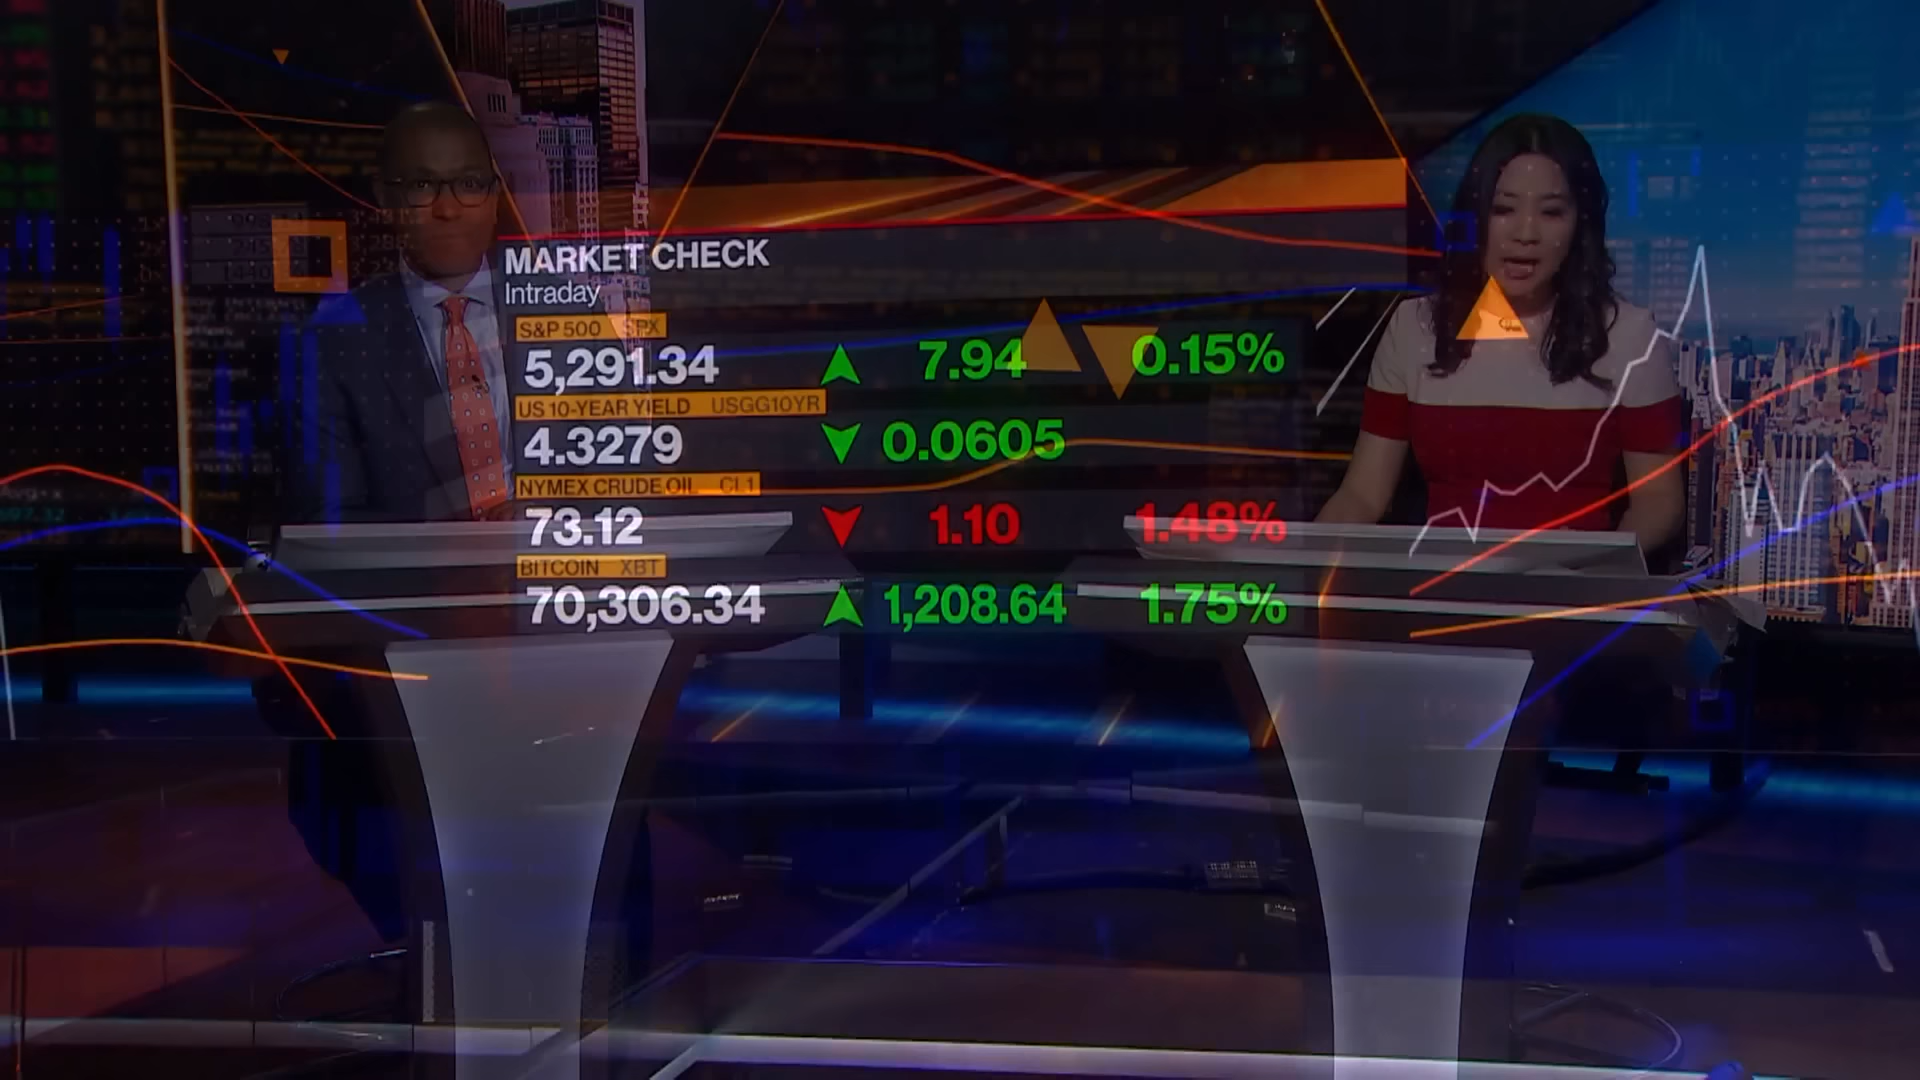 MARKET CHECK
Intraday
S&P 500 SPX
5,291.34 7.94 0.15%
US 10-YEAR YIELD USGG10YR
4.3279 0.0605
NYMEX CRUDE OIL CL1
73.12 1.10 1.48%
BITCOIN XBT
70,306.34 1,208.64 1.75%